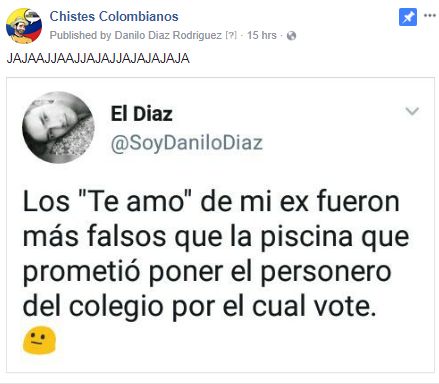 Chistes Colombianos
Published by Danilo Diaz Rodriguez [?] · 15 hrs ·
JAJAAJJAAJJAJAJJAJAJAJAJA
El Diaz
@SoyDaniloDiaz
Los "Te amo" de mi ex fueron
más falsos que la piscina que
prometió poner el personero
del colegio por el cual vote.
😐